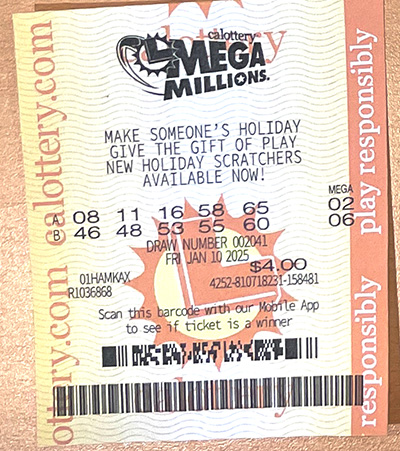 calottery
MEGA
MILLIONS.
MAKE SOMEONE'S HOLIDAY
GIVE THE GIFT OF PLAY
NEW HOLIDAY SCRATCHERS
AVAILABLE NOW!
MEGA
A 08 11 16 58 65 02
B 46 48 53 55 60 06
DRAW NUMBER 002041
FRI JAN 10 2025
$4.00
01HAMKAX 4252-810718231-158481
R1036868
Scan this barcode with our Mobile App
to see if ticket is a winner
calottery.com
ottery.com
play responsibly
responsibly